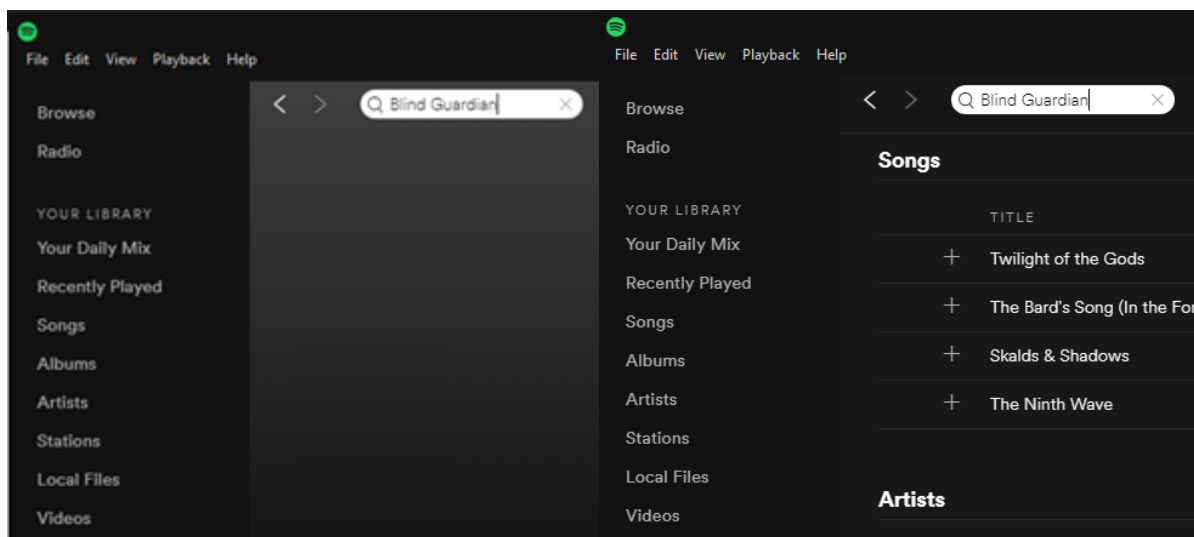 File Edit View Playback Help
Blind Guardian
Browse
Radio
YOUR LIBRARY
Your Daily Mix
Recently Played
Songs
Albums
Artists
Stations
Local Files
Videos
File Edit View Playback Help
Blind Guardian
Browse
Radio
YOUR LIBRARY
Your Daily Mix
Recently Played
Songs
Albums
Artists
Stations
Local Files
Videos
Songs
TITLE
Twilight of the Gods
The Bard's Song (In the For
Skalds & Shadows
The Ninth Wave
Artists